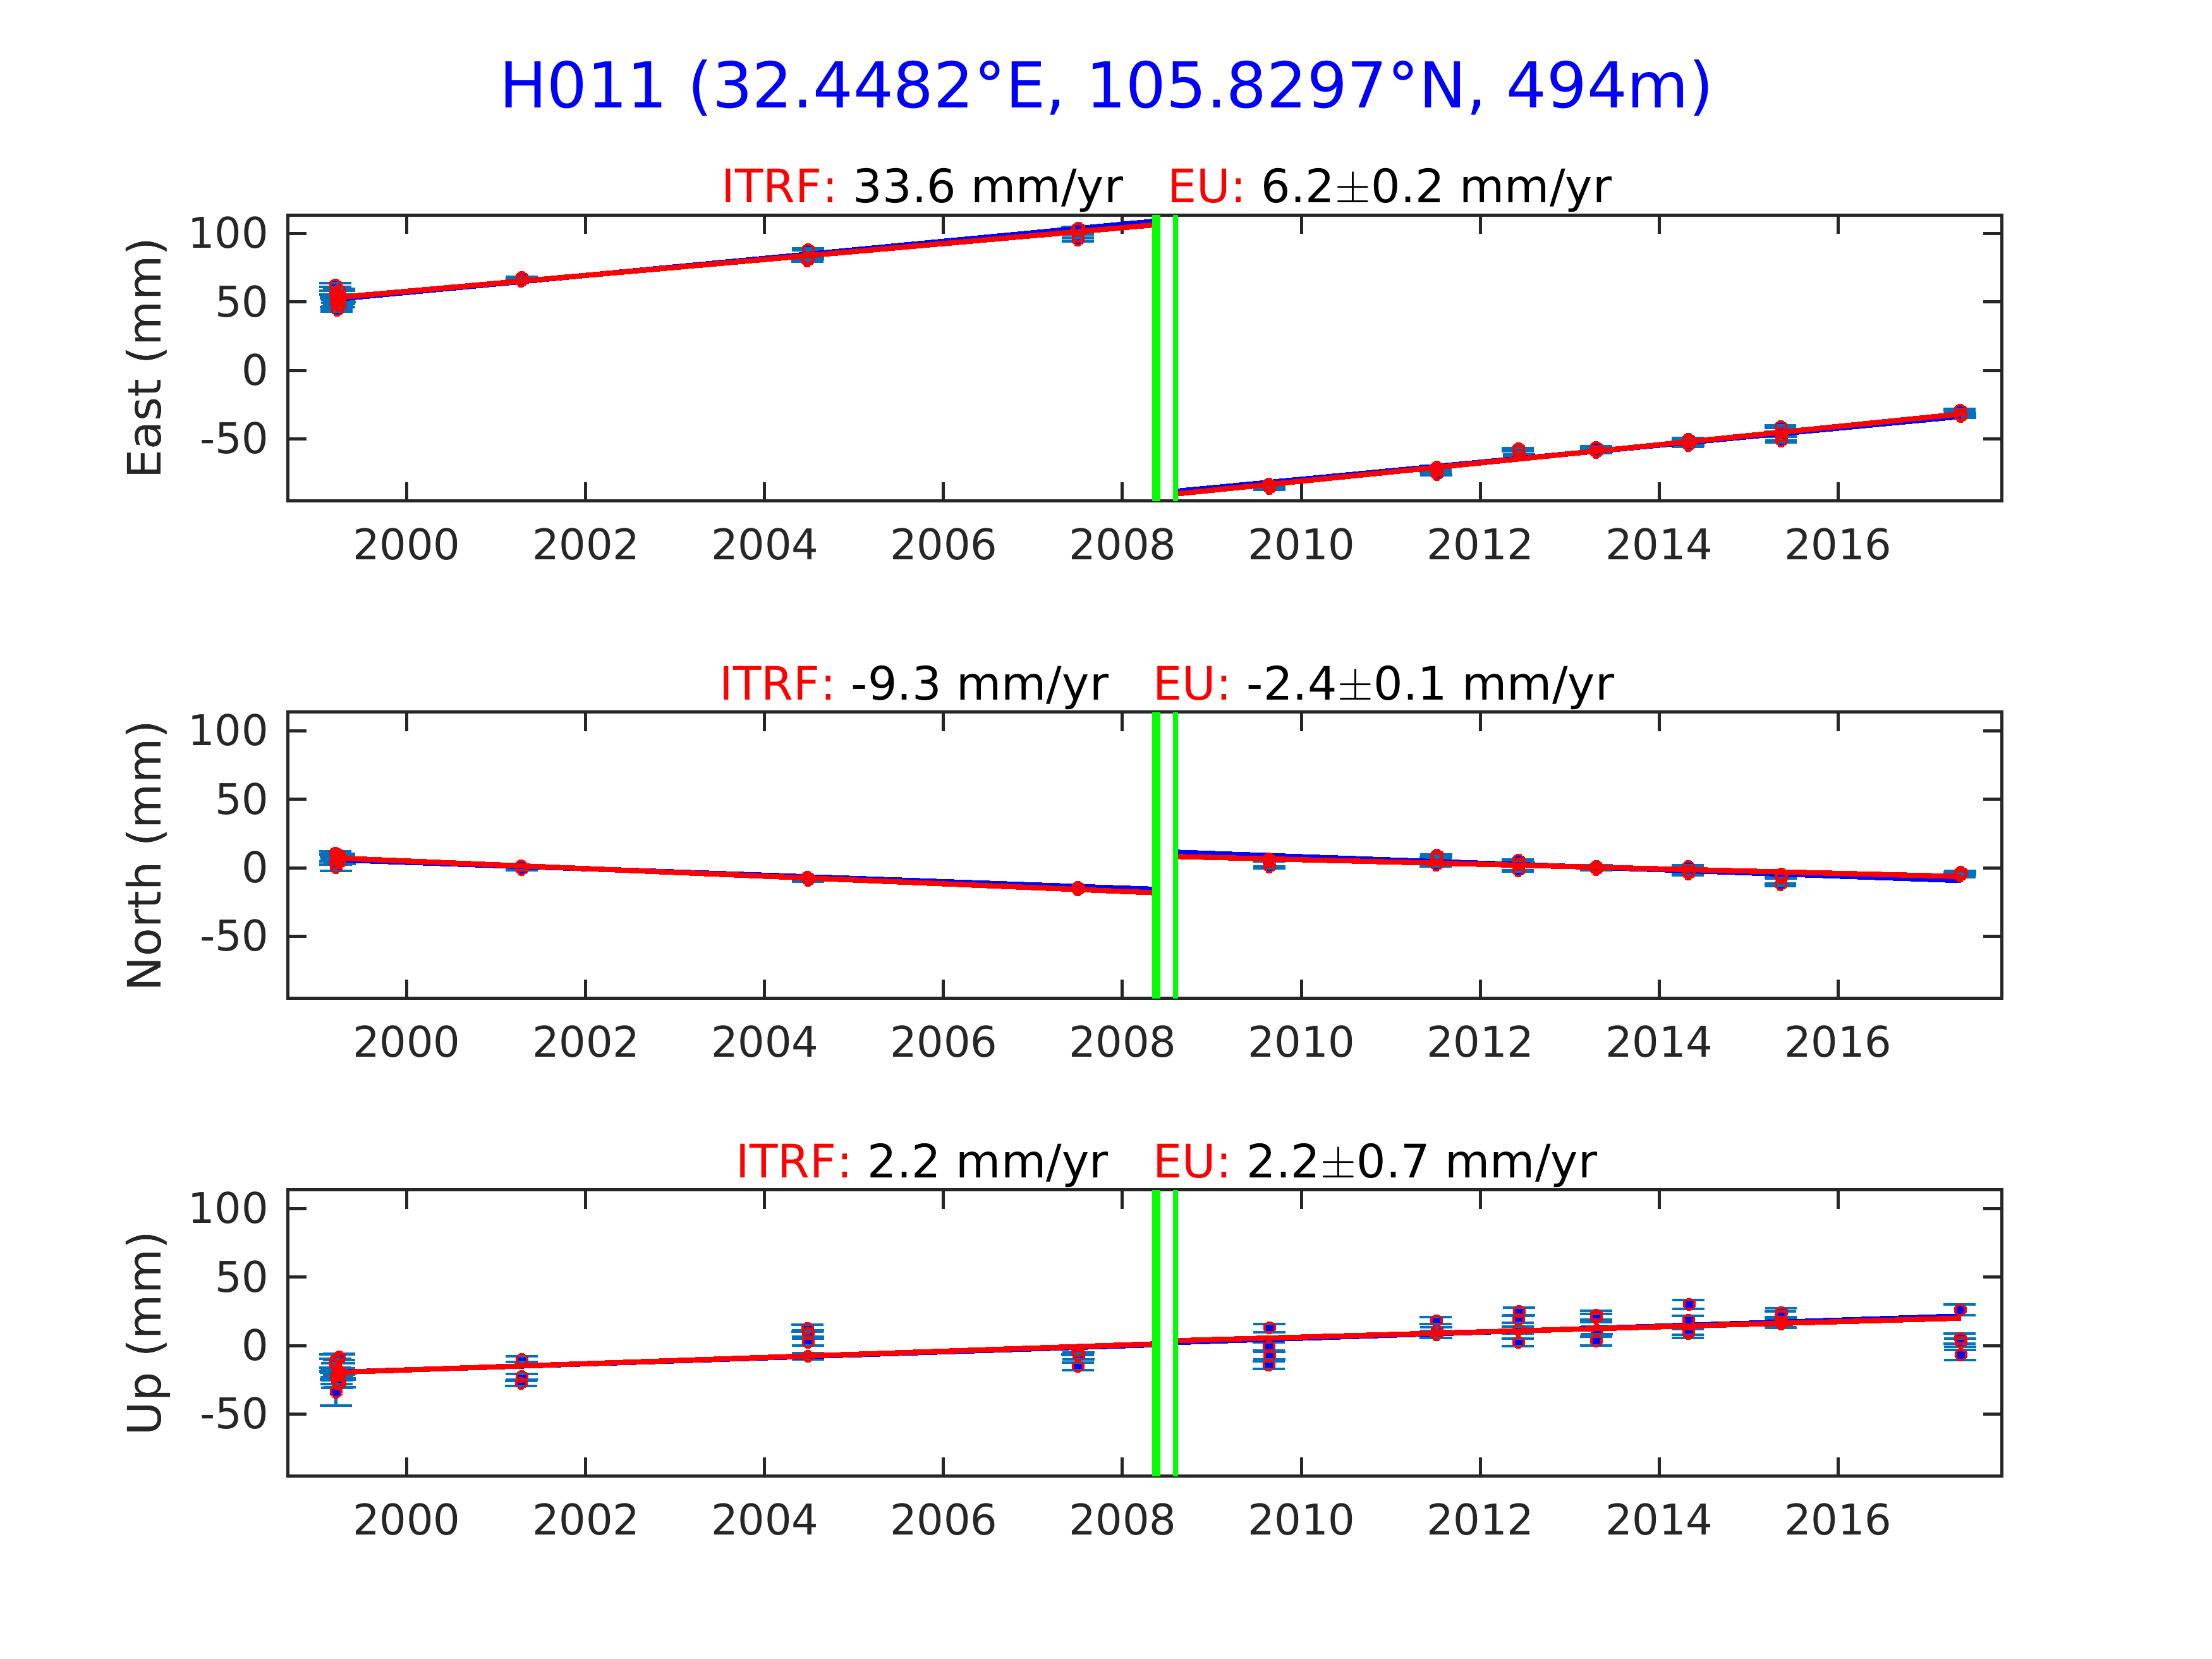 H011 (32.4482°E, 105.8297°N, 494m)
ITRF: 33.6 mm/yr EU: 6.2±0.2 mm/yr
East (mm)
100
50
0
-50
2000 2002 2004 2006 2008 2010 2012 2014 2016
ITRF: -9.3 mm/yr EU: -2.4±0.1 mm/yr
North (mm)
100
50
0
-50
2000 2002 2004 2006 2008 2010 2012 2014 2016
ITRF: 2.2 mm/yr EU: 2.2±0.7 mm/yr
Up (mm)
100
50
0
-50
2000 2002 2004 2006 2008 2010 2012 2014 2016